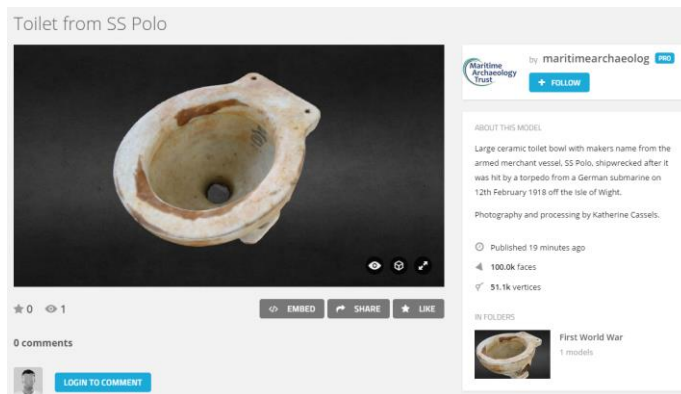 Toilet from SS Polo
Maritime
Archaeology
Trust
by maritimearchaeolog PRO
+ FOLLOW
ABOUT THIS MODEL
Large ceramic toilet bowl with makers name from the
armed merchant vessel, SS Polo, shipwrecked after it
was hit by a torpedo from a German submarine on
12th February 1918 off the Isle of Wight.
Photography and processing by Katherine Cassels.
Published 19 minutes ago
100.0k faces
51.1k vertices
IN FOLDERS
First World War
1 models
0 1
EMBED SHARE LIKE
0 comments
LOGIN TO COMMENT